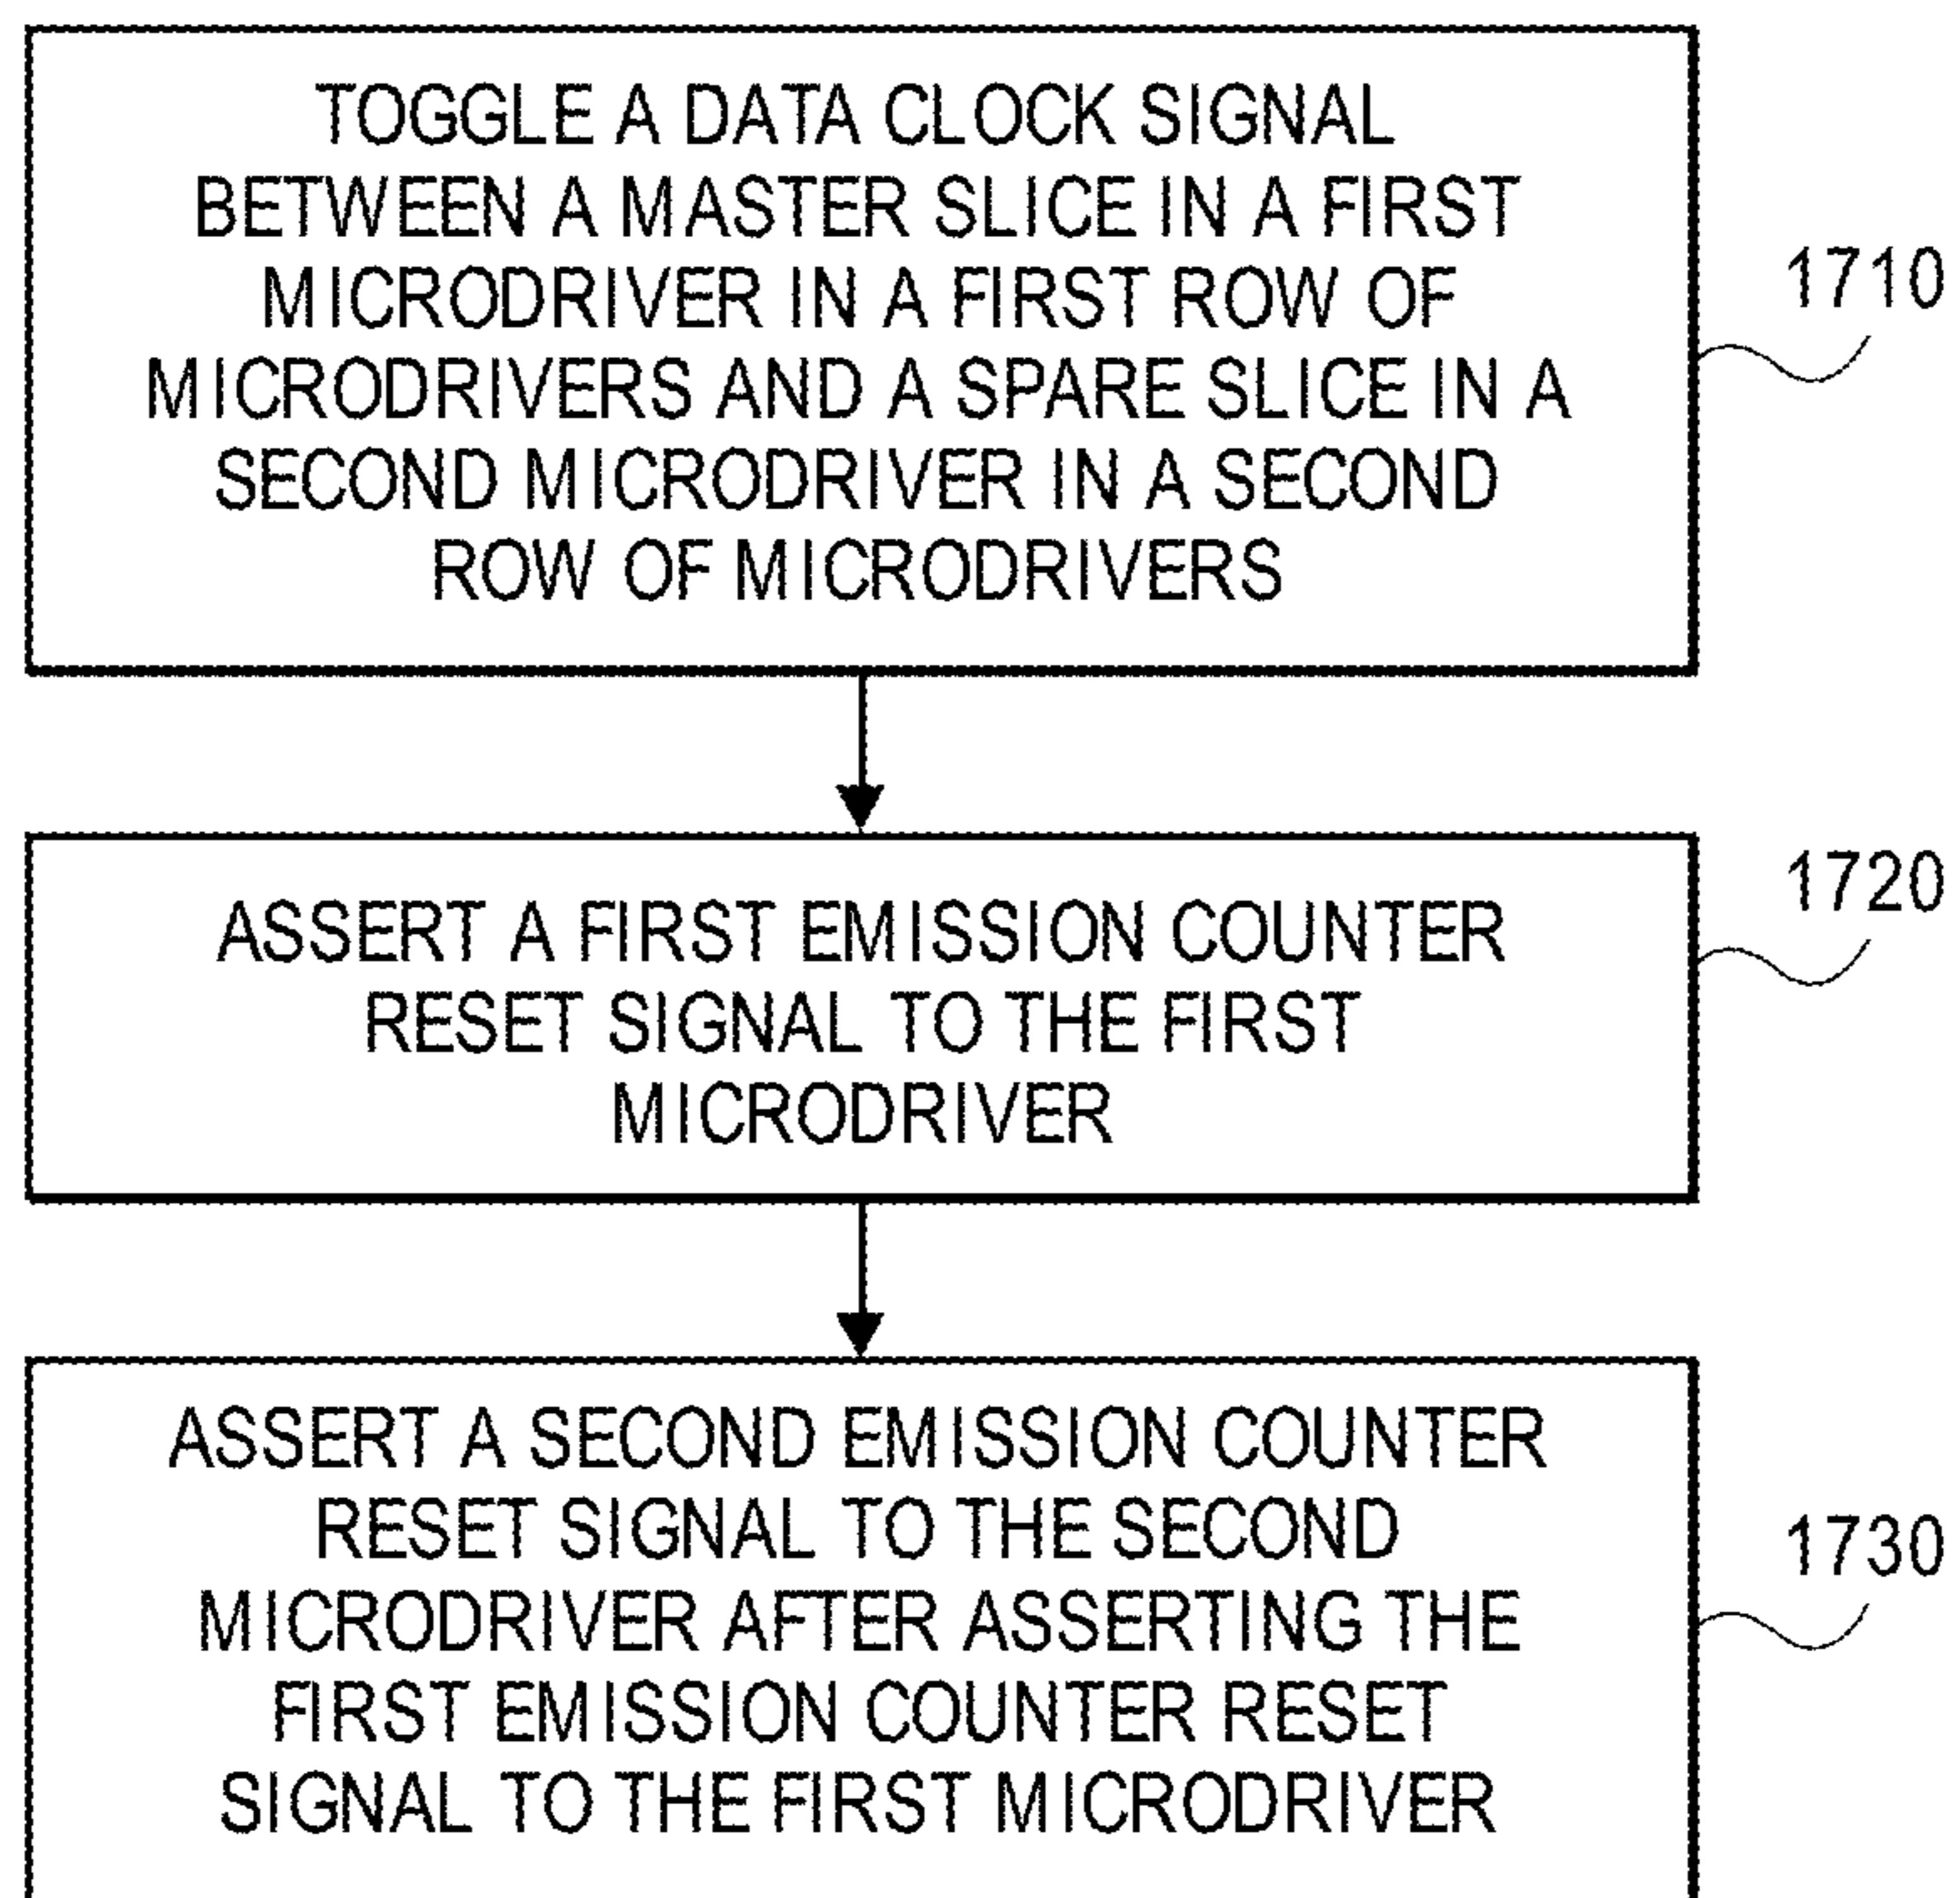 TOGGLE A DATA CLOCK SIGNAL
BETWEEN A MASTER SLICE IN A FIRST
MICRODRIVER IN A FIRST ROW OF
MICRODRIVERS AND A SPARE SLICE IN A
SECOND MICRODRIVER IN A SECOND
ROW OF MICRODRIVERS
1710
ASSERT A FIRST EMISSION COUNTER
RESET SIGNAL TO THE FIRST
MICRODRIVER
1720
ASSERT A SECOND EMISSION COUNTER
RESET SIGNAL TO THE SECOND
MICRODRIVER AFTER ASSERTING THE
FIRST EMISSION COUNTER RESET
SIGNAL TO THE FIRST MICRODRIVER
1730